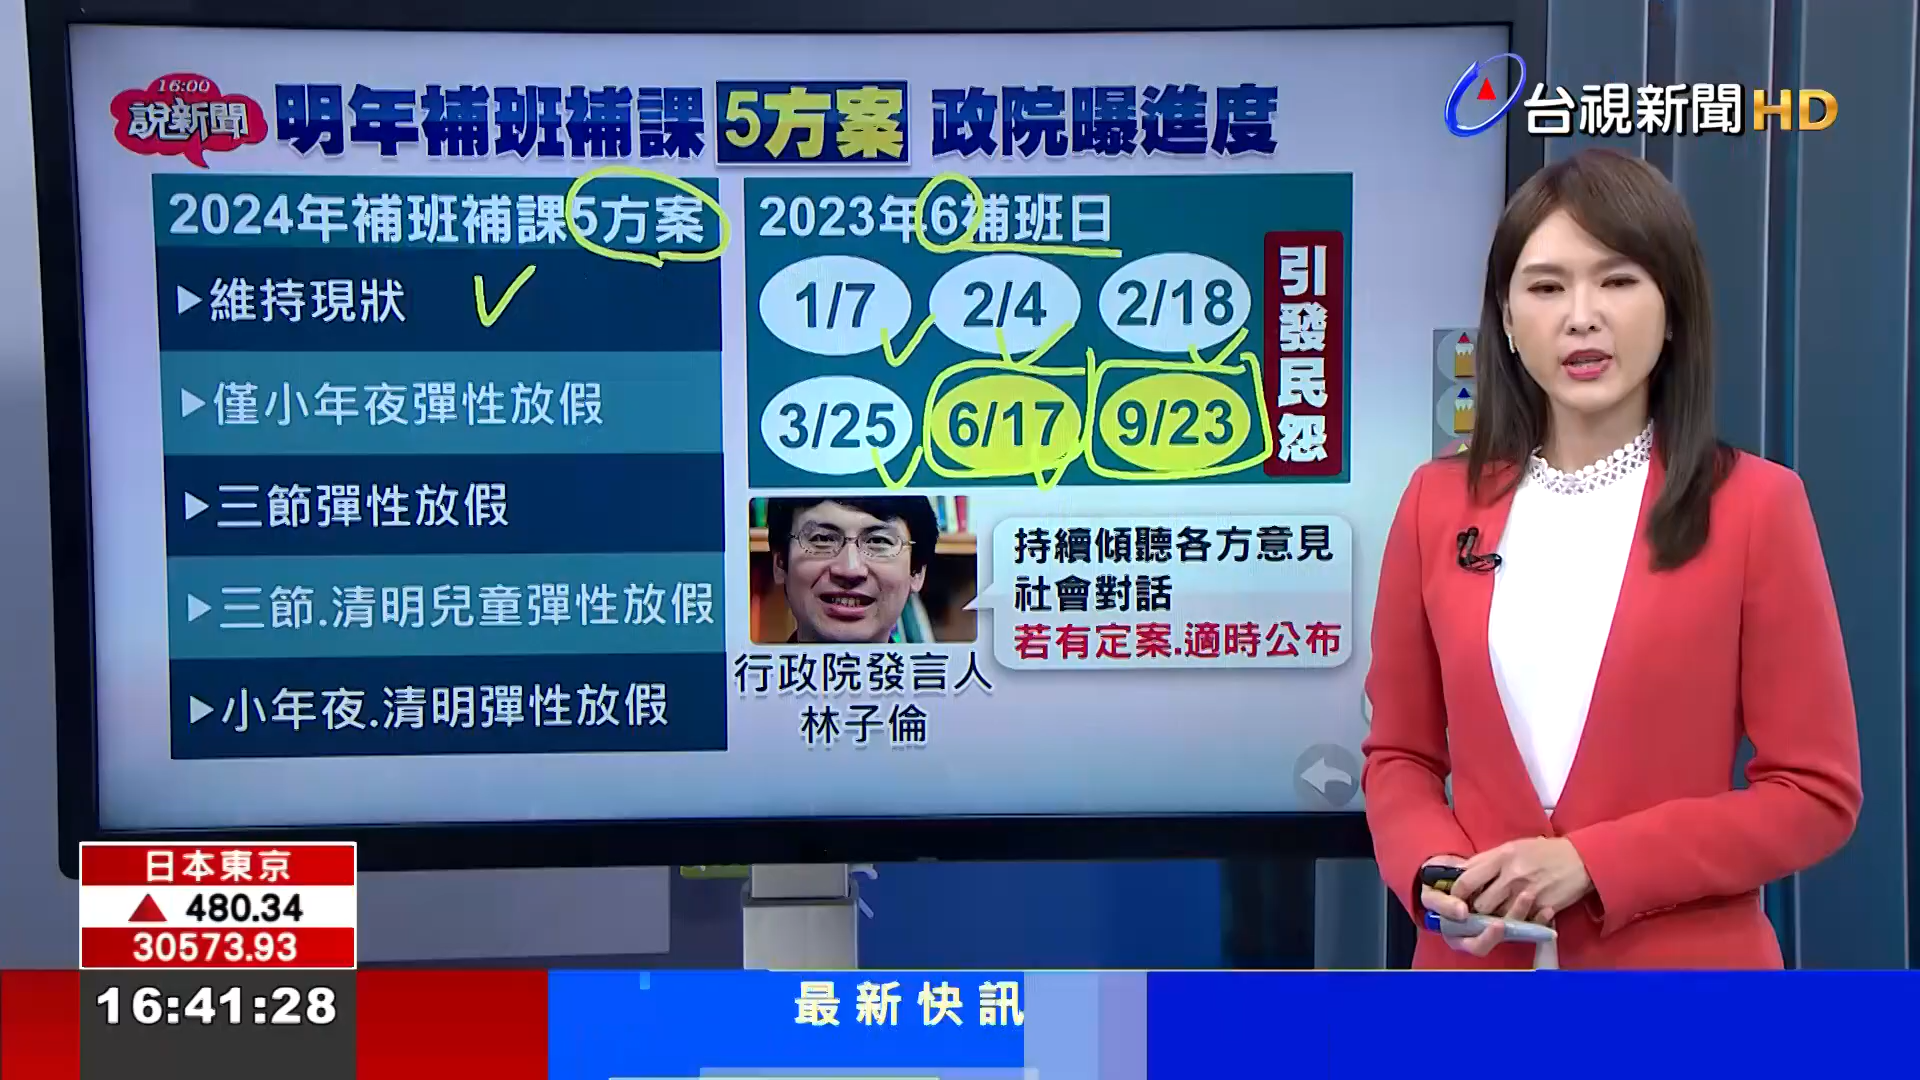 16:00
說新聞
明年補班補課 5方案 政院曝進度
台視新聞HD
2024年補班補課5方案
▶維持現狀
▶僅小年夜彈性放假
▶三節彈性放假
▶三節.清明兒童彈性放假
▶小年夜.清明彈性放假
2023年6補班日
1/7 2/4 2/18
3/25 6/17 9/23
引發民怨
持續傾聽各方意見
社會對話
若有定案.適時公布
行政院發言人
林子倫
日本東京
▲ 480.34
30573.93
16:41:28
最新快訊